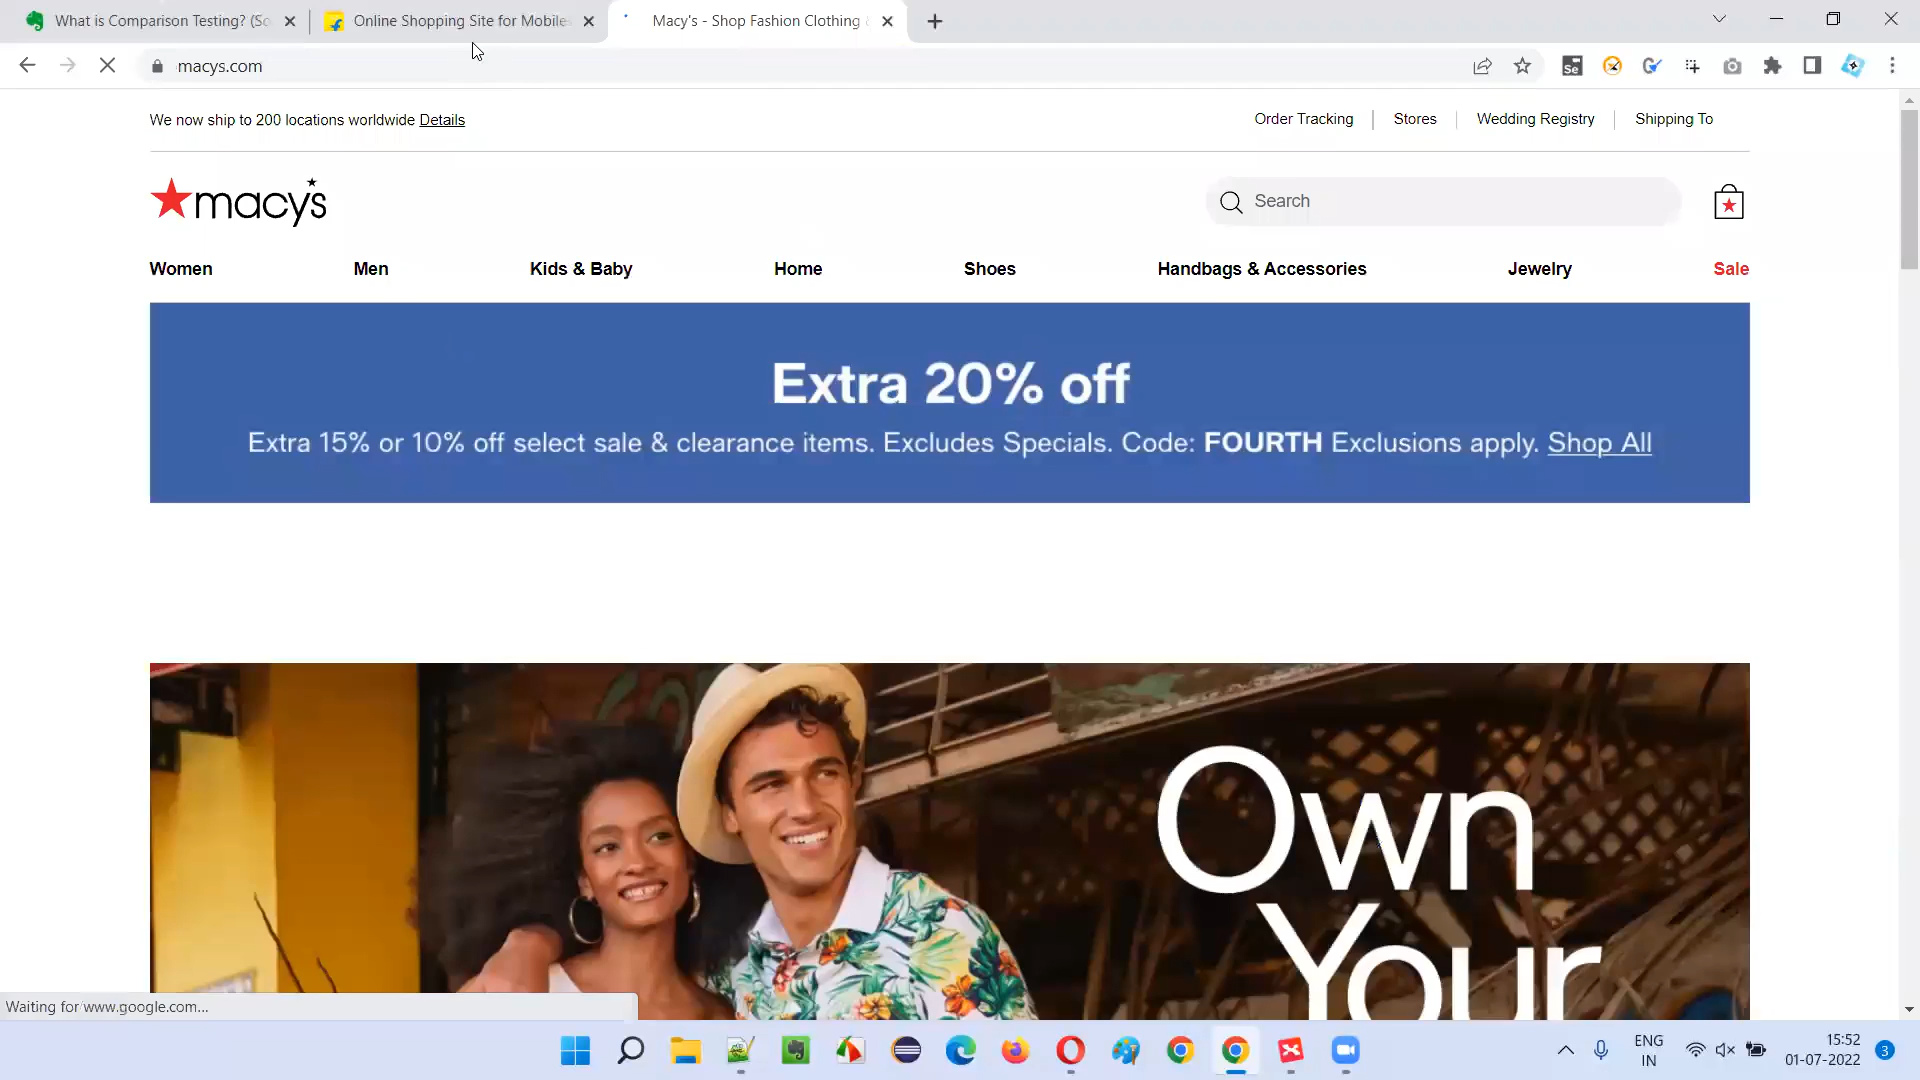 What is Comparison Testing? (So
Online Shopping Site for Mobiles
Macy's - Shop Fashion Clothing &
macys.com
Se
We now ship to 200 locations worldwide Details
Order Tracking
Stores
Wedding Registry
Shipping To
macy's
Search
Women
Men
Kids & Baby
Home
Shoes
Handbags & Accessories
Jewelry
Sale
Extra 20% off
Extra 15% or 10% off select sale & clearance items. Excludes Specials. Code: FOURTH Exclusions apply. Shop All
Own
Your
Waiting for www.google.com...
ENG
IN
15:52
01-07-2022
3